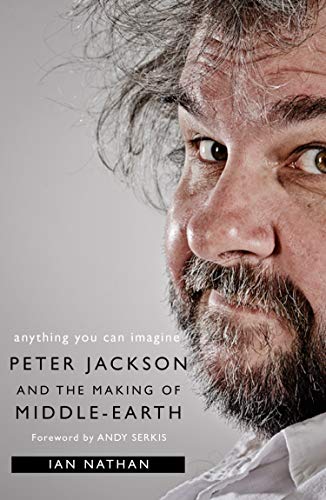 anything you can imagine
PETER JACKSON
AND THE MAKING OF
MIDDLE-EARTH
Foreword by ANDY SERKIS
IAN NATHAN